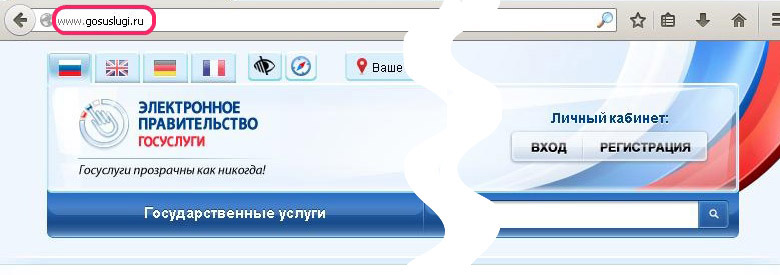 www.gosuslugi.ru
Ваше
ЭЛЕКТРОННОЕ
ПРАВИТЕЛЬСТВО
ГОСУСЛУГИ
Госуслуги прозрачны как никогда!
Личный кабинет:
ВХОД РЕГИСТРАЦИЯ
Государственные услуги